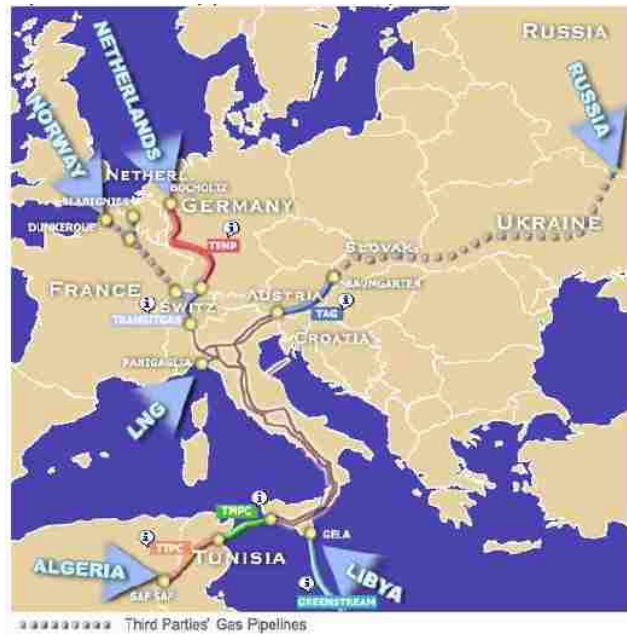 RUSSIA
NETHERLANDS
RUSSIA
NORWAY
NETHERL
BOCHOLTZ
BLAREGNIES
GERMANY
DUNKERQUE
UKRAINE
TENP
SLOVAK
FRANCE
SWITZ
AUSTRIA
BAUMGARTEN
TRANSITGAS
TAG
CROATIA
PANIGAGLIA
LNG
TMPC
TTPC
TUNISIA
GELA
ALGERIA
LIBYA
SAF SAF
GREENSTREAM
Third Parties' Gas Pipelines